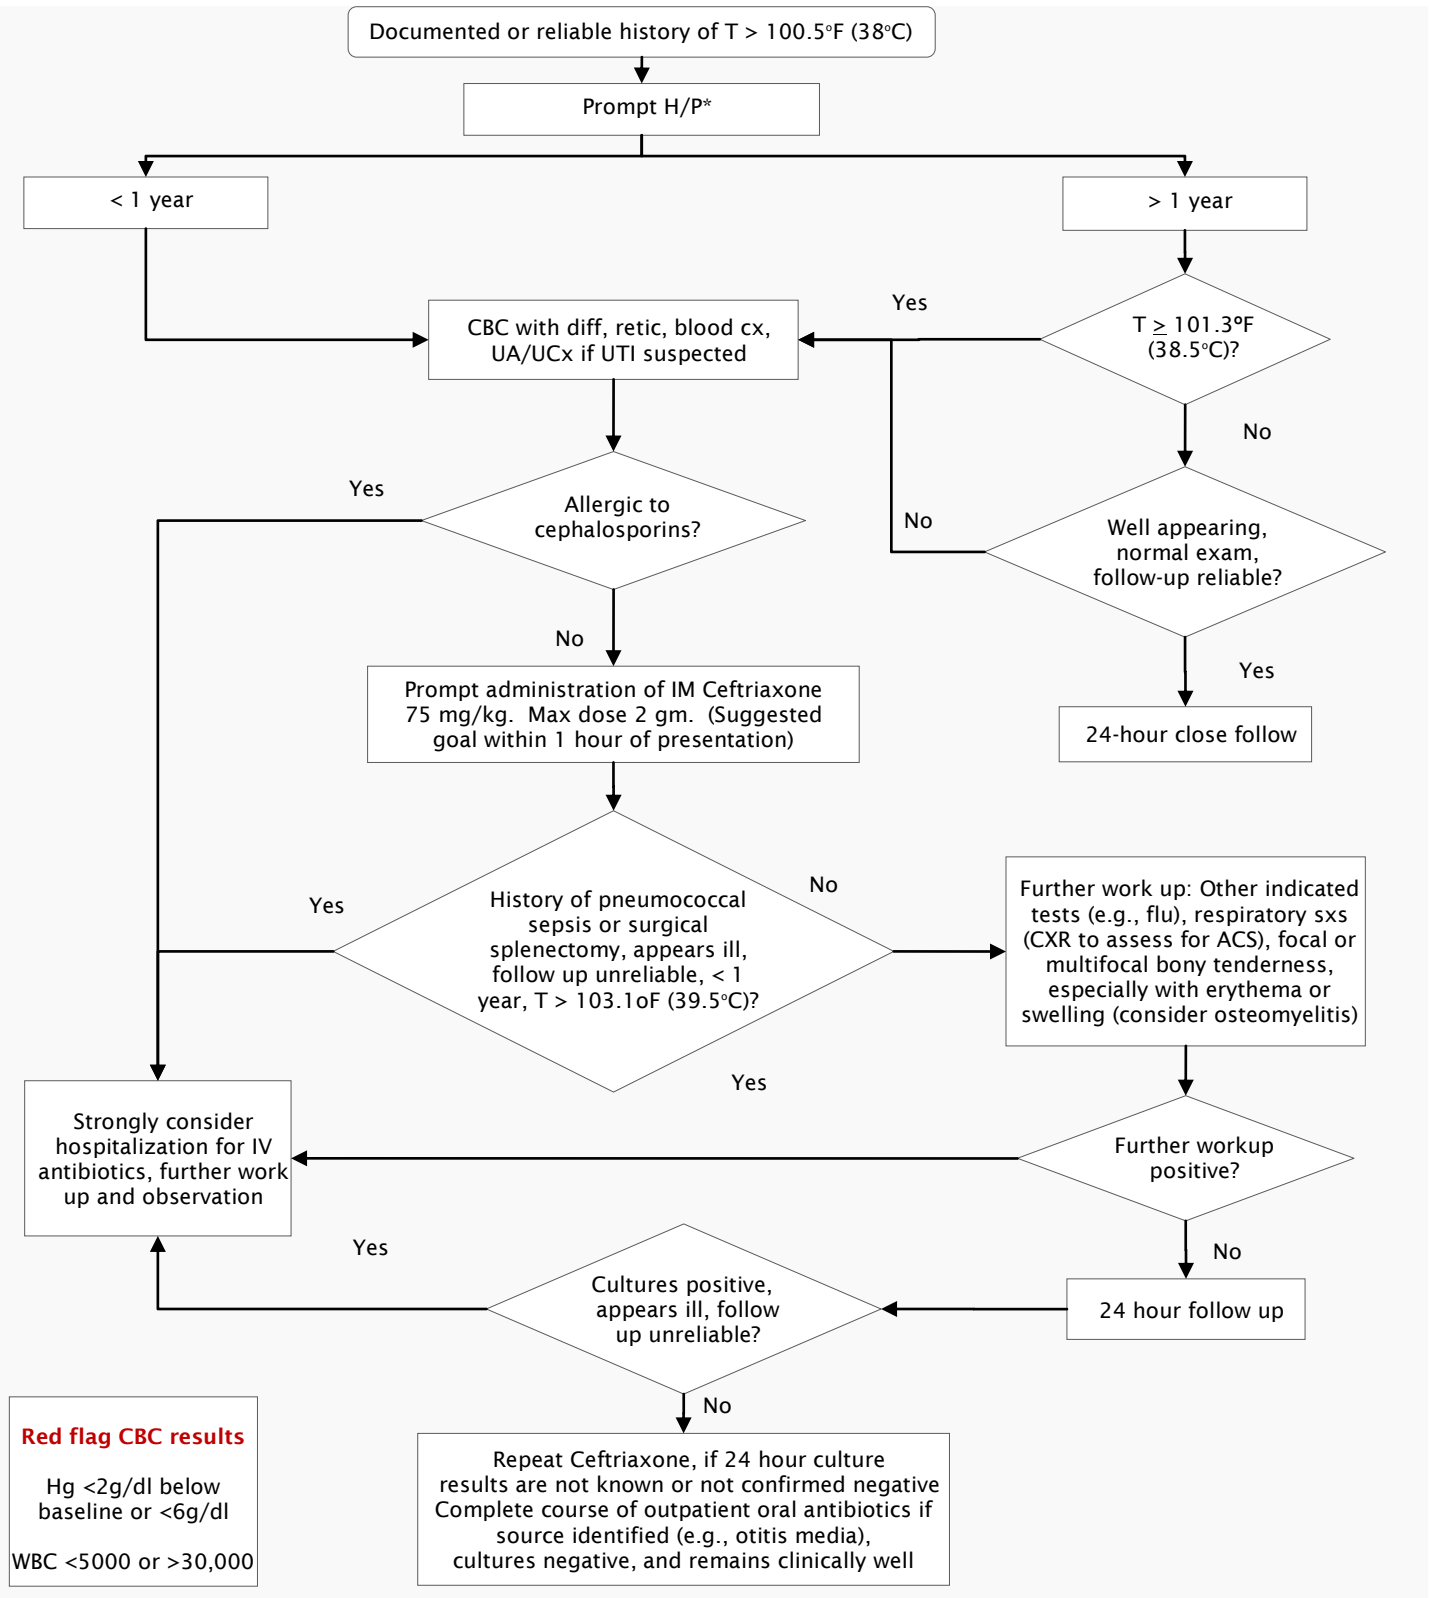 Documented or reliable history of T > 100.5°F (38°C)
Prompt H/P*
< 1 year
> 1 year
Yes
T ≥ 101.3ºF
(38.5°C)?
CBC with diff, retic, blood cx,
UA/UCx if UTI suspected
No
Yes
Allergic to
cephalosporins?
No
Well appearing,
normal exam,
follow-up reliable?
No
Yes
Prompt administration of IM Ceftriaxone
75 mg/kg. Max dose 2 gm. (Suggested
goal within 1 hour of presentation)
24-hour close follow
Yes
No
History of pneumococcal
sepsis or surgical
splenectomy, appears ill,
follow up unreliable, < 1
year, T > 103.1oF (39.5°C)?
Further work up: Other indicated
tests (e.g., flu), respiratory sxs
(CXR to assess for ACS), focal or
multifocal bony tenderness,
especially with erythema or
swelling (consider osteomyelitis)
Yes
Strongly consider
hospitalization for IV
antibiotics, further work
up and observation
Further workup
positive?
Yes
No
Cultures positive,
appears ill, follow
up unreliable?
24 hour follow up
No
Red flag CBC results
Hg <2g/dl below
baseline or <6g/dl
WBC <5000 or >30,000
Repeat Ceftriaxone, if 24 hour culture
results are not known or not confirmed negative
Complete course of outpatient oral antibiotics if
source identified (e.g., otitis media),
cultures negative, and remains clinically well